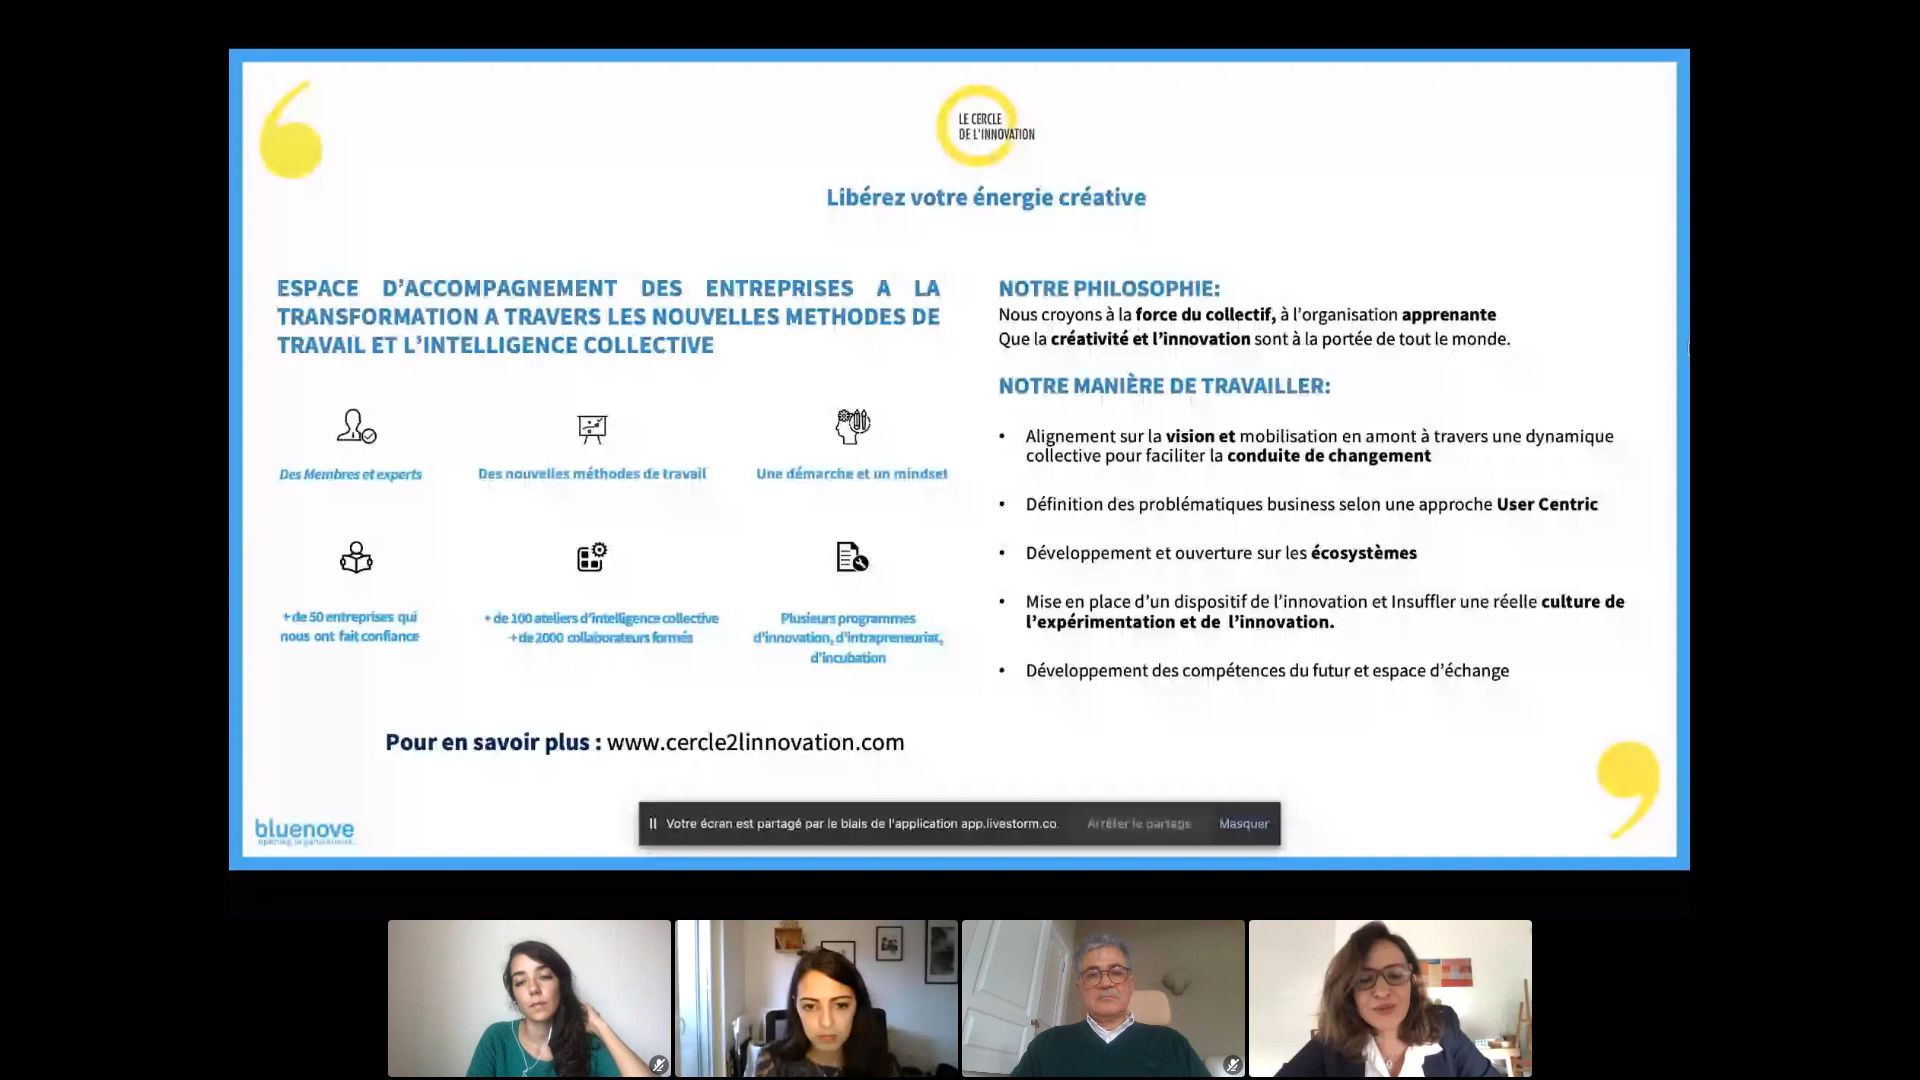 LE CERCLE
DE L'INNOVATION
Libérez votre énergie créative
ESPACE D'ACCOMPAGNEMENT DES ENTREPRISES A LA
TRANSFORMATION A TRAVERS LES NOUVELLES METHODES DE
TRAVAIL ET L'INTELLIGENCE COLLECTIVE
Des Membres et experts
Des nouvelles méthodes de travail
Une démarche et un mindset
+ de 50 entreprises qui
nous ont fait confiance
+ de 100 ateliers d'intelligence collective
+ de 2000 collaborateurs formés
Plusieurs programmes
d'innovation, d'intrapreneuriat,
d'incubation
NOTRE PHILOSOPHIE:
Nous croyons à la force du collectif, à l'organisation apprenante
Que la créativité et l'innovation sont à la portée de tout le monde.
NOTRE MANIÈRE DE TRAVAILLER:
• Alignement sur la vision et mobilisation en amont à travers une dynamique
collective pour faciliter la conduite de changement
• Définition des problématiques business selon une approche User Centric
• Développement et ouverture sur les écosystèmes
• Mise en place d'un dispositif de l'innovation et Insuffler une réelle culture de
l'expérimentation et de l'innovation.
• Développement des compétences du futur et espace d'échange
Pour en savoir plus : www.cercle2linnovation.com
bluenove
Votre écran est partagé par le biais de l'application app.livestorm.co.
Arrêter le partage
Masquer